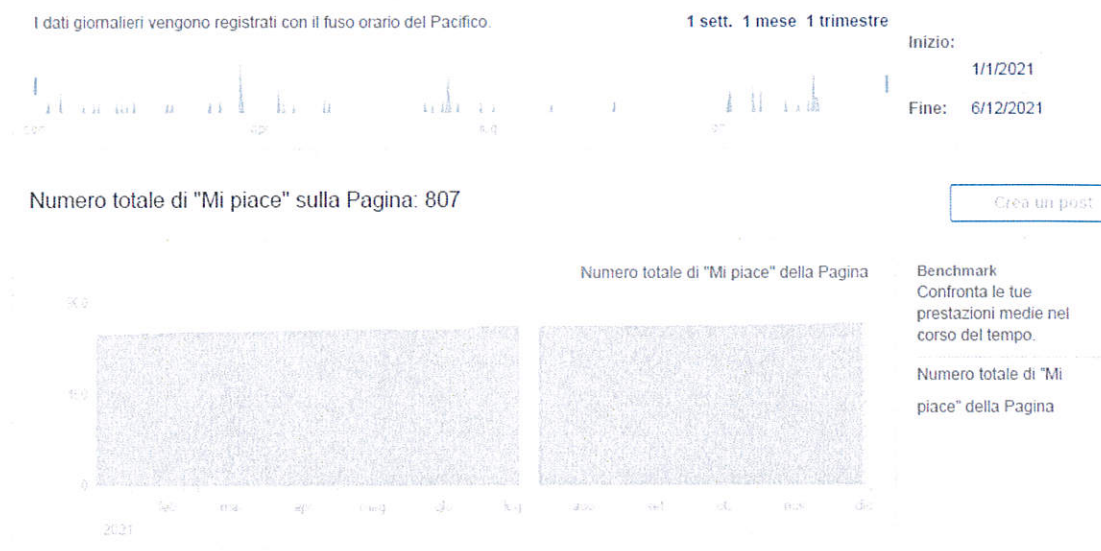 I dati giornalieri vengono registrati con il fuso orario del Pacifico.
1 sett. 1 mese 1 trimestre
Inizio:
1/1/2021
Fine: 6/12/2021
Numero totale di "Mi piace" sulla Pagina: 807
Crea un post
Numero totale di "Mi piace" della Pagina
Benchmark
Confronta le tue
prestazioni medie nel
corso del tempo.
Numero totale di "Mi
piace" della Pagina
0
2021